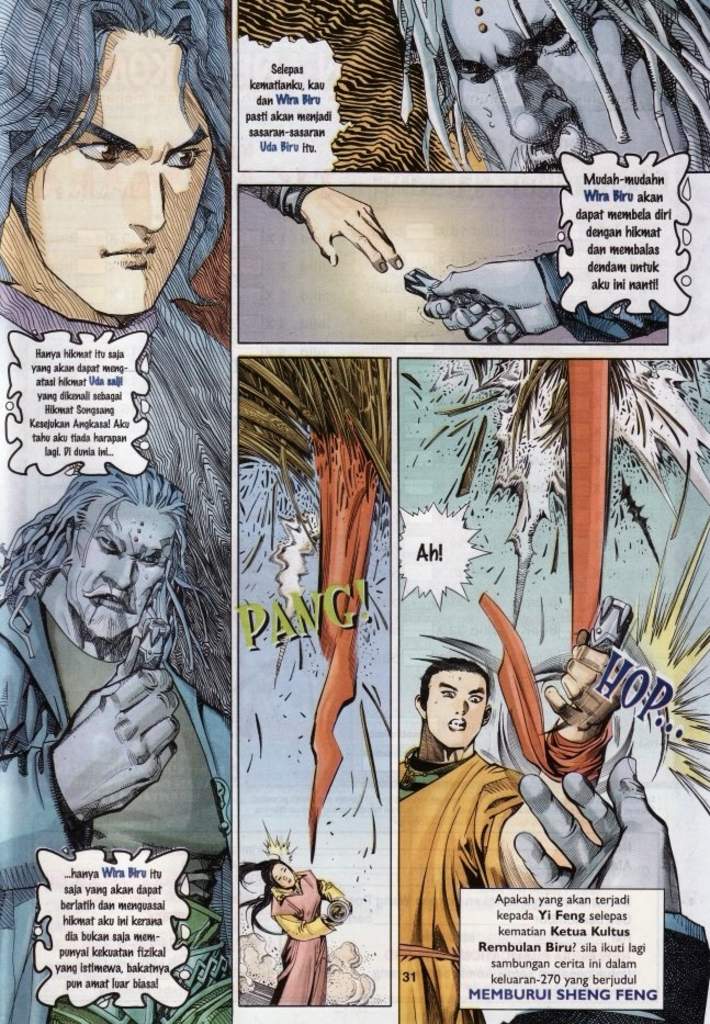 Selepas
kematianku, kau
dan Wira Biru
pasti akan menjadi
sasaran-sasaran
Uda Biru itu.
Mudah-mudahn
Wira Biru akan
dapat membela diri
dengan hikmat
dan membalas
dendam untuk
aku ini nanti!
Hanya hikmat itu saja
yang akan dapat meng-
atasi hikmat Uda salji
yang dikenali sebagai
Hikmat Songsang
Kesejukan Angkasa! Aku
tahu aku tiada harapan
lagi. Di dunia ini...
...hanya Wira Biru itu
saja yang akan dapat
berlatih dan menguasai
hikmat aku ini kerana
dia bukan saja mem-
punyai kekuatan fizikal
yang istimewa, bakatnya
pun amat luar biasa!
PANG!
Ah!
HOP...
Apakah yang akan terjadi
kepada Yi Feng selepas
kematian Ketua Kultus
Rembulan Biru? sila ikuti lagi
sambungan cerita ini dalam
keluaran-270 yang berjudul
MEMBURUI SHENG FENG
31